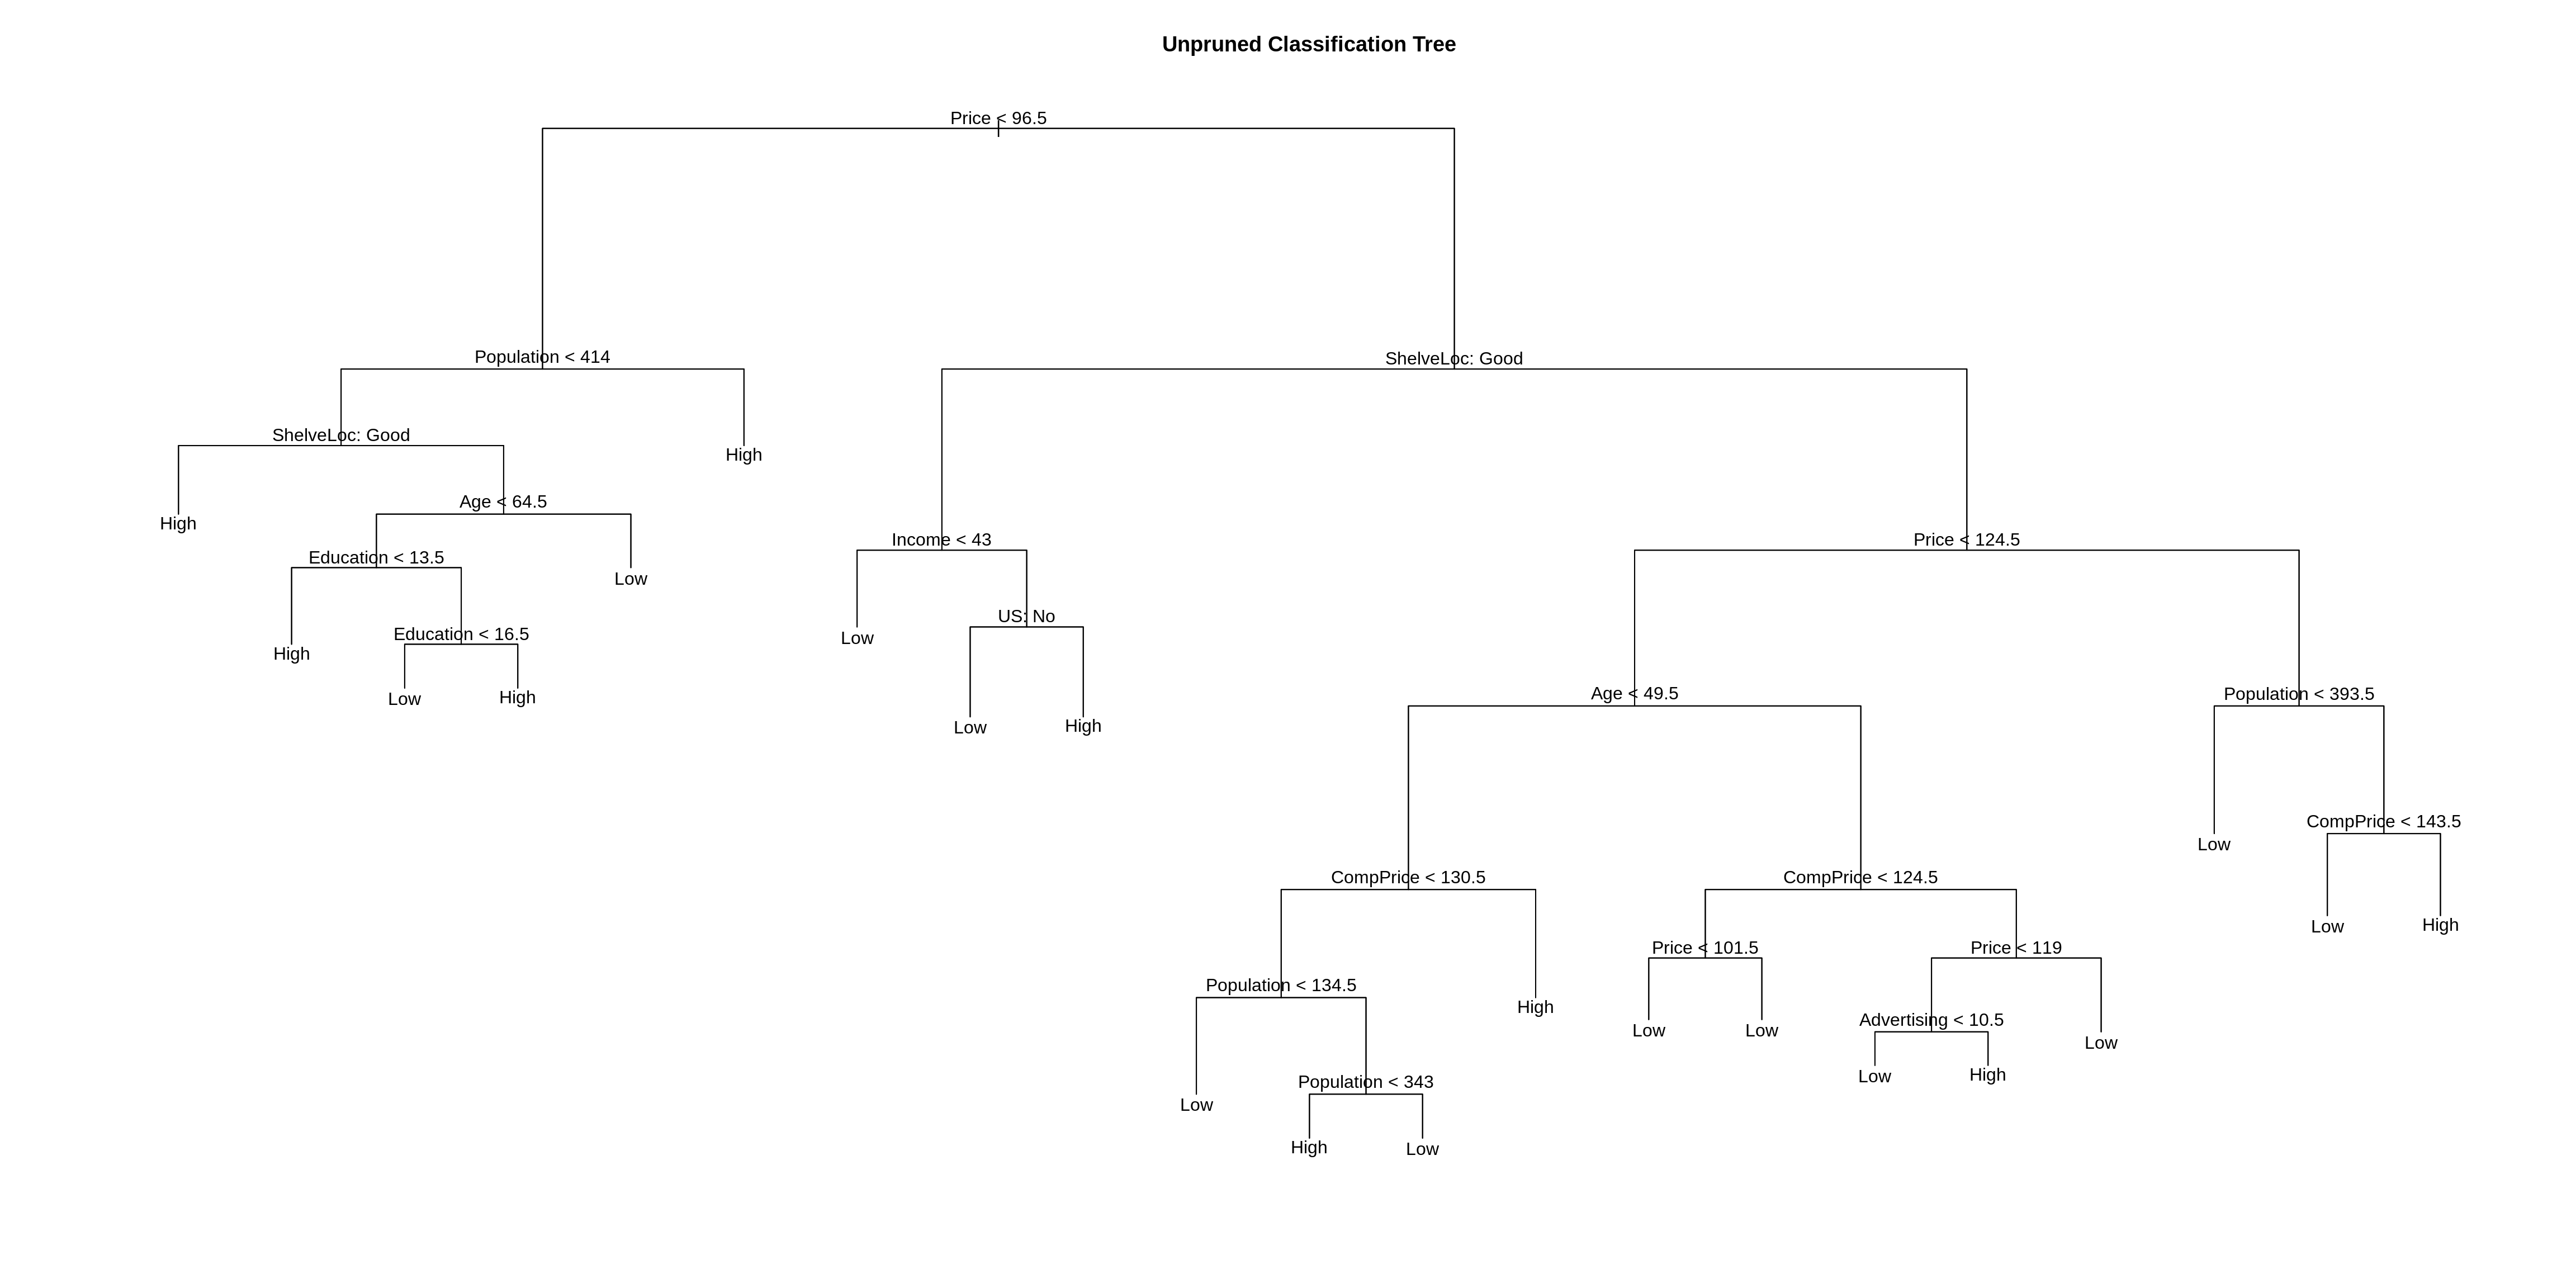 Unpruned Classification Tree
Price < 96.5
Population < 414
ShelveLoc: Good
ShelveLoc: Good
High
High
Age < 64.5
Education < 13.5
Low
High
Education < 16.5
Low
High
Income < 43
Low
US: No
Low
High
Price < 124.5
Age < 49.5
Population < 393.5
CompPrice < 130.5
CompPrice < 124.5
Low
CompPrice < 143.5
Low
High
Population < 134.5
High
Price < 101.5
Price < 119
Low
Low
Advertising < 10.5
Low
Low
High
Low
Population < 343
High
Low